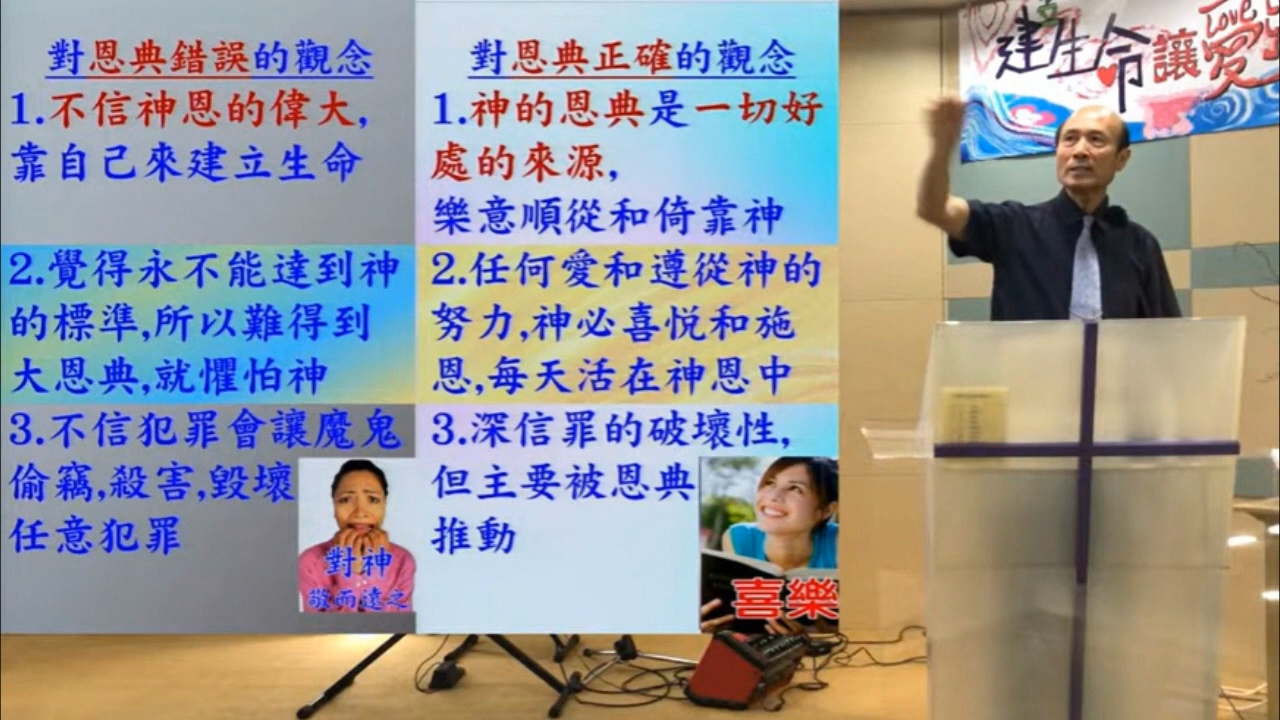 對恩典錯誤的觀念
1.不信神恩的偉大,
靠自己來建立生命
2.覺得永不能達到神
的標準,所以難得到
大恩典,就懼怕神
3.不信犯罪會讓魔鬼
偷竊,殺害,毀壞
任意犯罪
對神
敬而遠之
對恩典正確的觀念
1.神的恩典是一切好
處的來源,
樂意順從和倚靠神
2.任何愛和遵從神的
努力,神必喜悅和施
恩,每天活在神恩中
3.深信罪的破壞性,
但主要被恩典
推動
喜樂
建生命讓愛
Love